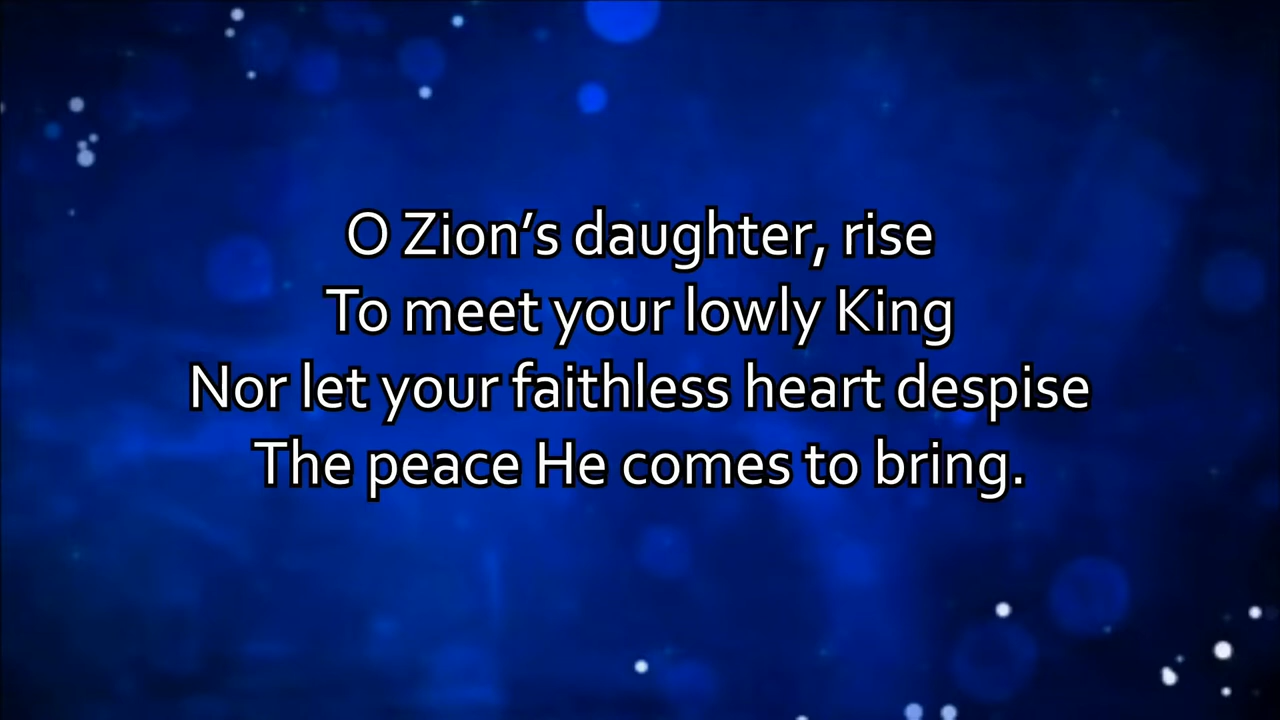 O Zion’s daughter, rise
To meet your lowly King
Nor let your faithless heart despise
The peace He comes to bring.